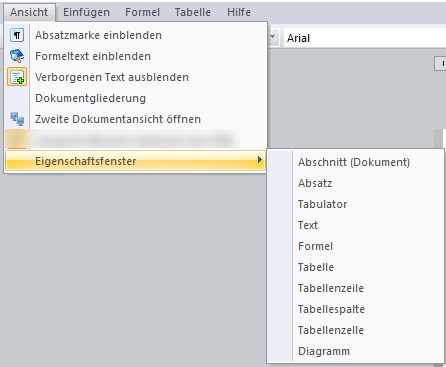 Ansicht Einfügen Formel Tabelle Hilfe
Absatzmarke einblenden
Arial
Formeltext einblenden
Verborgenen Text ausblenden
Dokumentgliederung
Zweite Dokumentansicht öffnen
Eigenschaftsfenster
Abschnitt (Dokument)
Absatz
Tabulator
Text
Formel
Tabelle
Tabellenzeile
Tabellespalte
Tabellenzelle
Diagramm